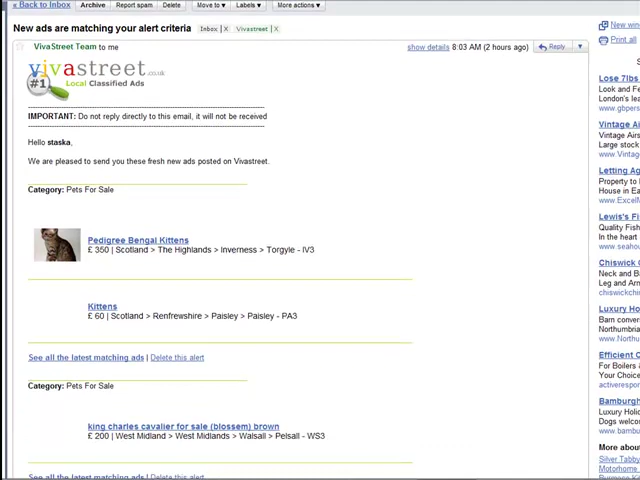 « Back to Inbox Archive Report spam Delete Move to ▾ Labels ▾ More actions ▾
New ads are matching your alert criteria Inbox X Vivastreet X
New win
Print all
VivaStreet Team to me show details 8:03 AM (2 hours ago) Reply
vivastreet.co.uk
#1 Local Classified Ads
IMPORTANT: Do not reply directly to this email, it will not be received
Hello staska,
We are pleased to send you these fresh new ads posted on Vivastreet.
Category: Pets For Sale
Pedigree Bengal Kittens
£ 350 | Scotland > The Highlands > Inverness > Torgyle - IV3
Kittens
£ 60 | Scotland > Renfrewshire > Paisley > Paisley - PA3
See all the latest matching ads | Delete this alert
Category: Pets For Sale
king charles cavalier for sale (blossem) brown
£ 200 | West Midland > West Midlands > Walsall > Pelsall - WS3
See all the latest matching ads | Delete this alert
S
Lose 7lbs
Look and Fe
London's lea
www.gbpers
Vintage Air
Vintage Airs
Large stock
www.Vintag
Letting Ag
Property to
House in Ea
www.ExcelM
Lewis's Fi
Quality Fish
In the heart
www.seahou
Chiswick C
Neck and Ba
Leg and Arm
chiswickchir
Luxury Ho
Barn conver
www.Northu
Efficient C
For Boilers &
Your Choice
activerespor
Bamburgh
Luxury Holid
Dogs welco
www.bambu
More about
Silver Tabby
Motorhome